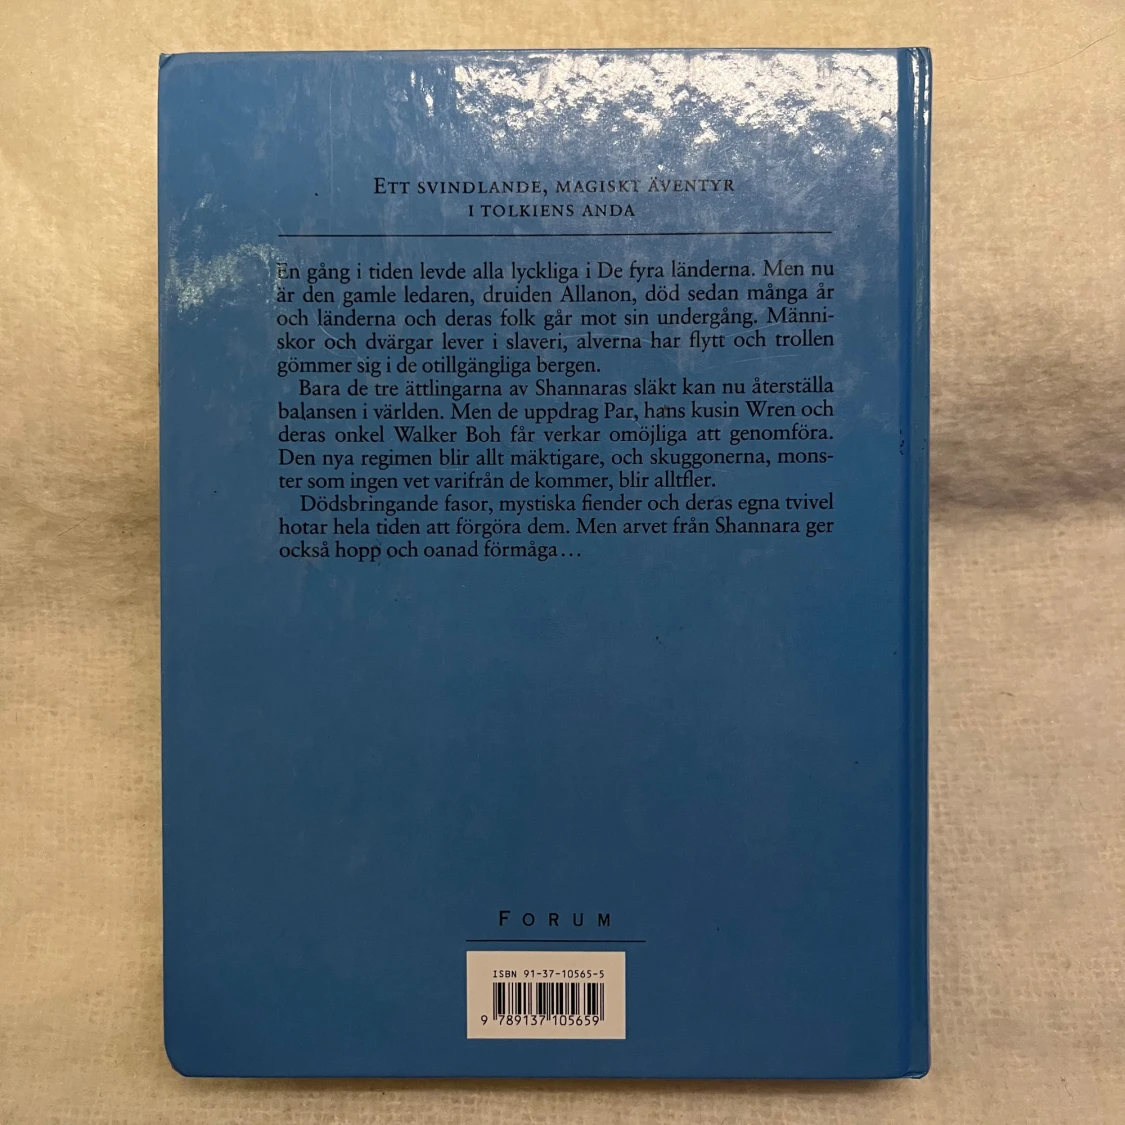 ETT SVINDLANDE, MAGISKT ÄVENTYR
I TOLKIENS ANDA
En gång i tiden levde alla lyckliga i De fyra länderna. Men nu
är den gamle ledaren, druiden Allanon, död sedan många år
och länderna och deras folk går mot sin undergång. Männi-
skor och dvärgar lever i slaveri, alverna har flytt och trollen
gömmer sig i de otillgängliga bergen.
Bara de tre ättlingarna av Shannaras släkt kan nu återställa
balansen i världen. Men de uppdrag Par, hans kusin Wren och
deras onkel Walker Boh får verkar omöjliga att genomföra.
Den nya regimen blir allt mäktigare, och skuggonerna, mons-
ter som ingen vet varifrån de kommer, blir alltfler.
Dödsbringande fasor, mystiska fiender och deras egna tvivel
hotar hela tiden att förgöra dem. Men arvet från Shannara ger
också hopp och oanad förmåga...
FORUM
ISBN 91-37-10565-5
9 789137 105659